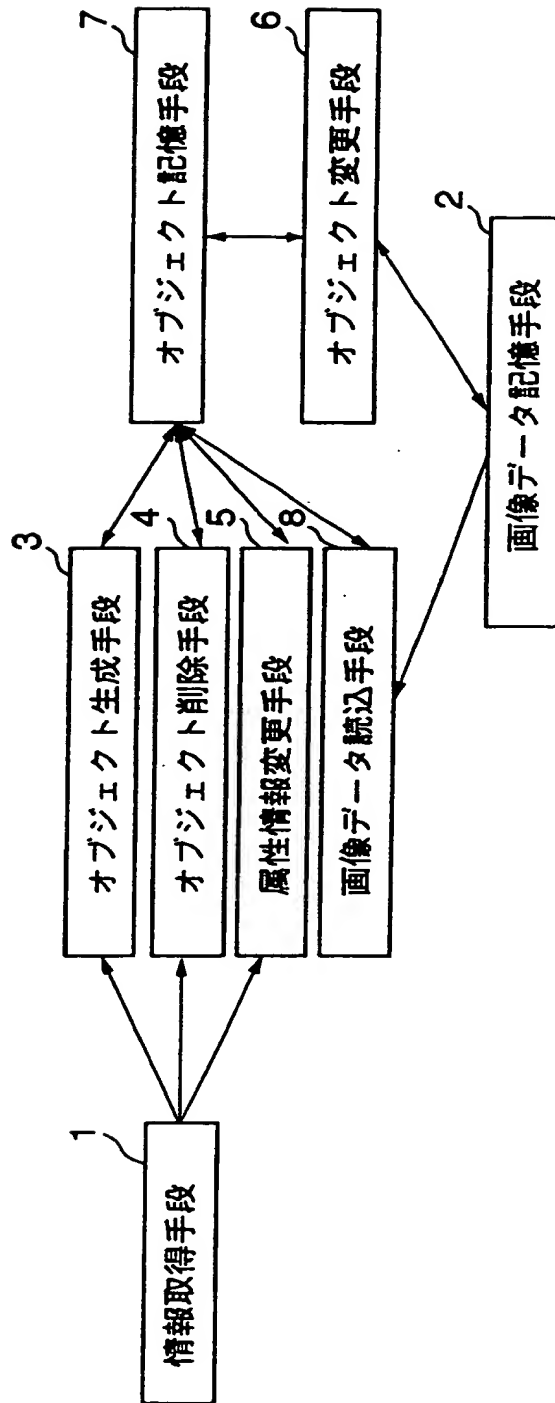 1
情報取得手段
3
オブジェクト生成手段
4
オブジェクト削除手段
5
属性情報変更手段
8
画像データ読込手段
7
オブジェクト記憶手段
6
オブジェクト変更手段
2
画像データ記憶手段